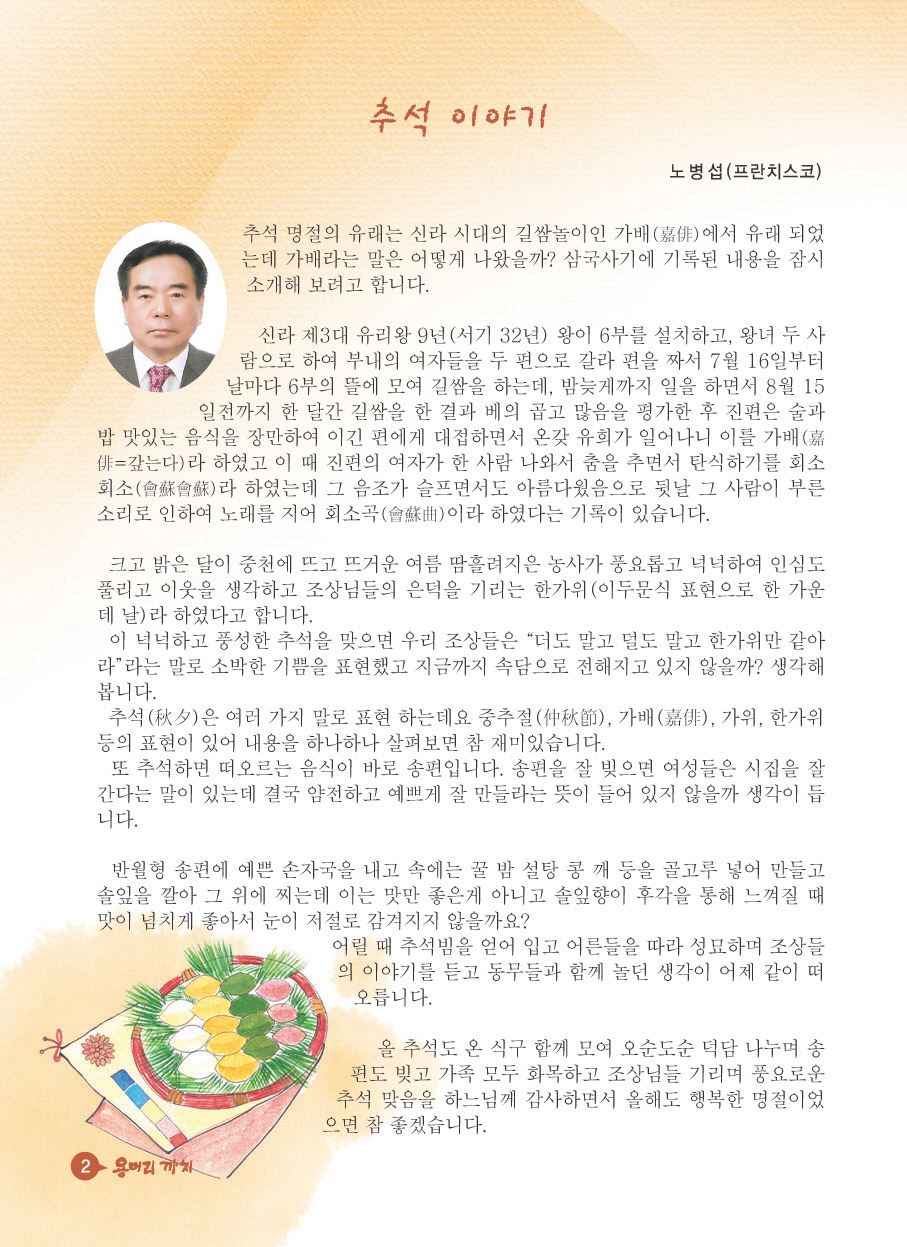 추석 이야기
노병섭(프란치스코)
추석 명절의 유래는 신라 시대의 길쌈놀이인 가배(嘉俳)에서 유래 되었
는데 가배라는 말은 어떻게 나왔을까? 삼국사기에 기록된 내용을 잠시
소개해 보려고 합니다.
신라 제3대 유리왕 9년(서기 32년) 왕이 6부를 설치하고, 왕녀 두 사
람으로 하여 부내의 여자들을 두 편으로 갈라 편을 짜서 7월 16일부터
날마다 6부의 뜰에 모여 길쌈을 하는데, 밤늦게까지 일을 하면서 8월 15
일전까지 한 달간 길쌈을 한 결과 베의 곱고 많음을 평가한 후 진편은 술과
밥 맛있는 음식을 장만하여 이긴 편에게 대접하면서 온갖 유희가 일어나니 이를 가배(嘉
俳=갚는다)라 하였고 이 때 진편의 여자가 한 사람 나와서 춤을 추면서 탄식하기를 회소
회소(會蘇會蘇)라 하였는데 그 음조가 슬프면서도 아름다웠음으로 뒷날 그 사람이 부른
소리로 인하여 노래를 지어 회소곡(會蘇曲)이라 하였다는 기록이 있습니다.
크고 밝은 달이 중천에 뜨고 뜨거운 여름 땀흘려지은 농사가 풍요롭고 넉넉하여 인심도
풀리고 이웃을 생각하고 조상님들의 은덕을 기리는 한가위(이두문식 표현으로 한 가운
데 날)라 하였다고 합니다.
이 넉넉하고 풍성한 추석을 맞으면 우리 조상들은 “더도 말고 덜도 말고 한가위만 같아
라”라는 말로 소박한 기쁨을 표현했고 지금까지 속담으로 전해지고 있지 않을까? 생각해
봅니다.
추석(秋夕)은 여러 가지 말로 표현 하는데요 중추절(仲秋節), 가배(嘉俳), 가위, 한가위
등의 표현이 있어 내용을 하나하나 살펴보면 참 재미있습니다.
또 추석하면 떠오르는 음식이 바로 송편입니다. 송편을 잘 빚으면 여성들은 시집을 잘
간다는 말이 있는데 결국 얌전하고 예쁘게 잘 만들라는 뜻이 들어 있지 않을까 생각이 듭
니다.
반월형 송편에 예쁜 손자국을 내고 속에는 꿀 밤 설탕 콩 깨 등을 골고루 넣어 만들고
솔잎을 깔아 그 위에 찌는데 이는 맛만 좋은게 아니고 솔잎향이 후각을 통해 느껴질 때
맛이 넘치게 좋아서 눈이 저절로 감겨지지 않을까요?
어릴 때 추석빔을 얻어 입고 어른들을 따라 성묘하며 조상들
의 이야기를 듣고 동무들과 함께 놀던 생각이 어제 같이 떠
오릅니다.
올 추석도 온 식구 함께 모여 오순도순 덕담 나누며 송
편도 빚고 가족 모두 화목하고 조상님들 기리며 풍요로운
추석 맞음을 하느님께 감사하면서 올해도 행복한 명절이었
으면 참 좋겠습니다.
2 용머리 까치